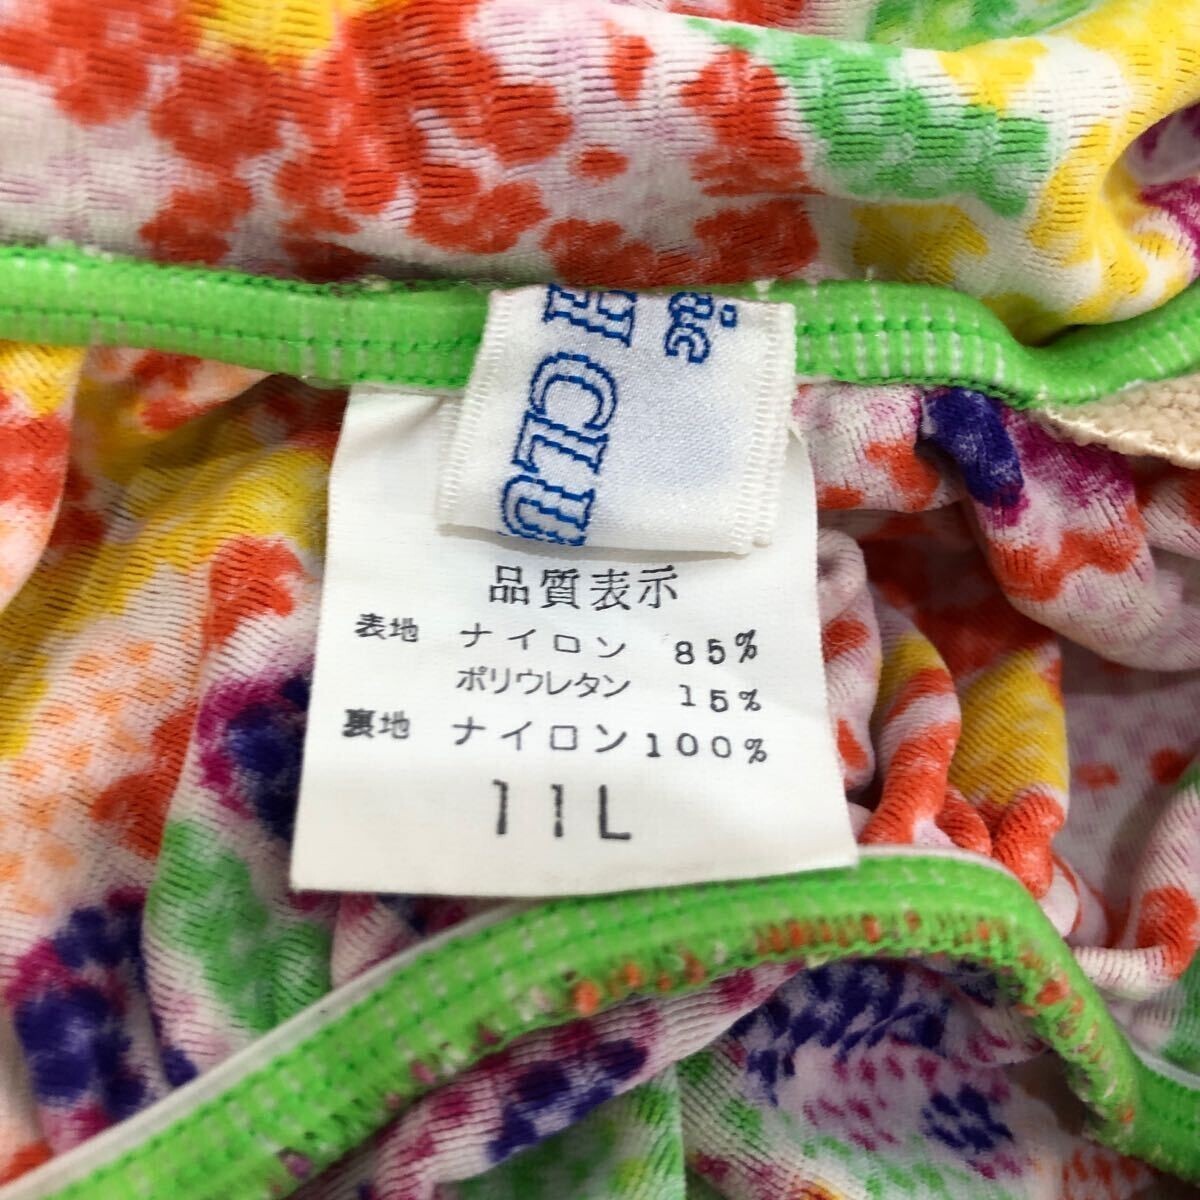 品質表示
表地 ナイロン 85%
ポリウレタン 15%
裏地 ナイロン 100%
11L